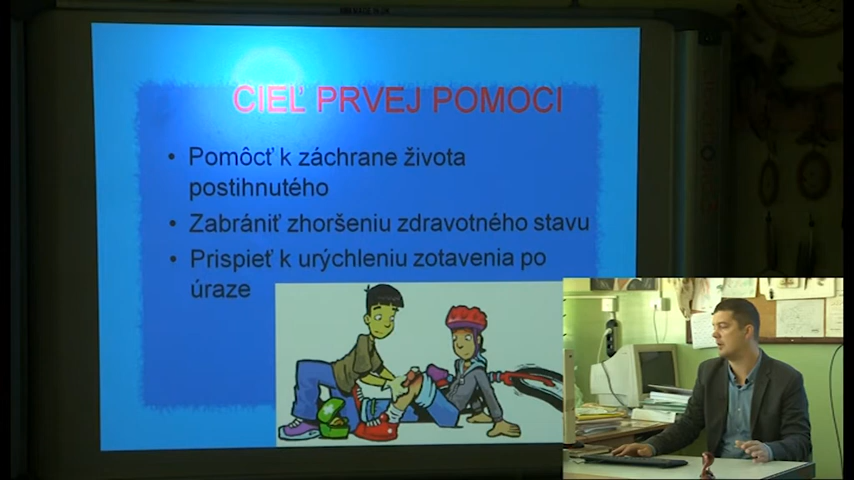 CIEĽ PRVEJ POMOCI
• Pomôcť k záchrane života
postihnutého
• Zabrániť zhoršeniu zdravotného stavu
• Prispieť k urýchleniu zotavenia po
úraze